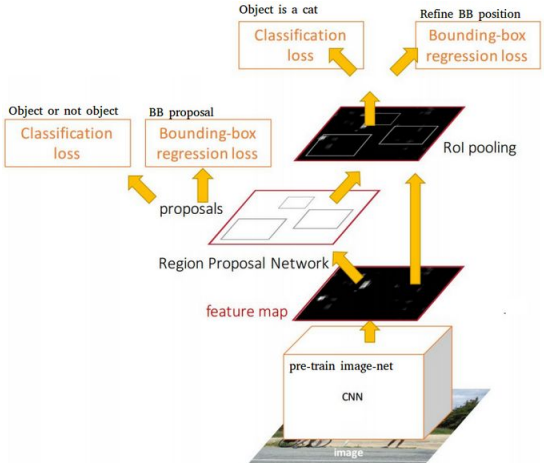 Object is a cat
Refine BB position
Classification
loss
Bounding-box
regression loss
Object or not object
BB proposal
Classification
loss
Bounding-box
regression loss
RoI pooling
proposals
Region Proposal Network
feature map
pre-train image-net
CNN
image